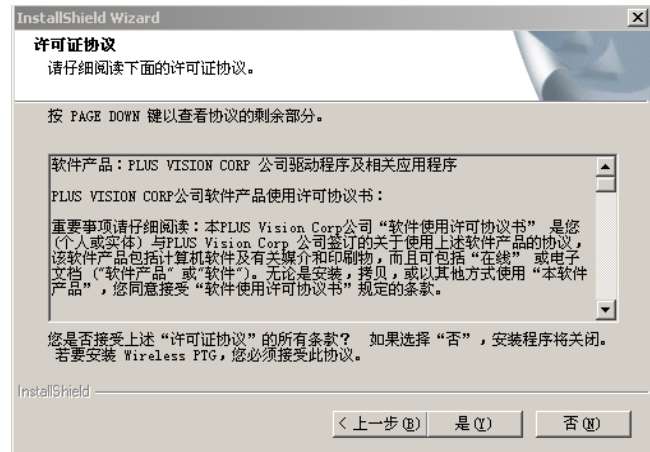 InstallShield Wizard
许可证协议
请仔细阅读下面的许可证协议。
按 PAGE DOWN 键以查看协议的剩余部分。
软件产品：PLUS VISION CORP 公司驱动程序及相关应用程序
PLUS VISION CORP公司软件产品使用许可协议书：
重要事项请仔细阅读：本PLUS Vision Corp公司“软件使用许可协议书” 是您
(个人或实体) 与PLUS Vision Corp 公司签订的关于使用上述软件产品的协议，
该软件产品包括计算机软件及有关媒介和印刷物，而且可包括“在线” 或电子
文档 (“软件产品” 或“软件”)。无论是安装，拷贝，或以其他方式使用“本软件
产品”，您同意接受“软件使用许可协议书”规定的条款。
您是否接受上述“许可证协议”的所有条款？ 如果选择“否”，安装程序将关闭。
若要安装 Wireless PTG，您必须接受此协议。
InstallShield
< 上一步(B) 是(Y) 否(N)